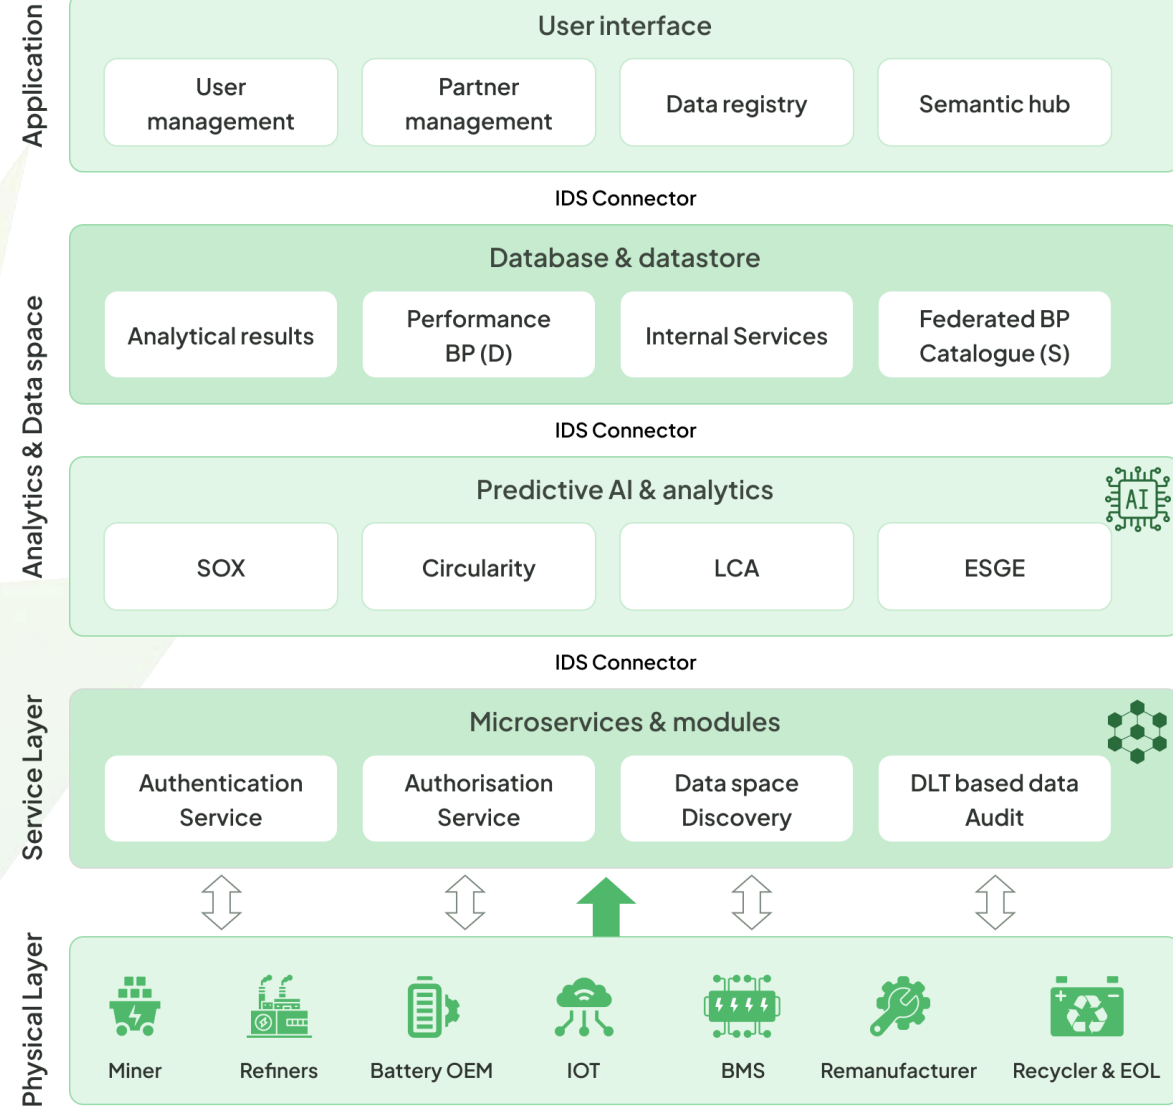 Application
User interface
User
management
Partner
management
Data registry
Semantic hub
IDS Connector
Analytics & Data space
Database & datastore
Analytical results
Performance
BP (D)
Internal Services
Federated BP
Catalogue (S)
IDS Connector
Predictive AI & analytics
AI
SOX
Circularity
LCA
ESGE
IDS Connector
Service Layer
Microservices & modules
Authentication
Service
Authorisation
Service
Data space
Discovery
DLT based data
Audit
Physical Layer
Miner
Refiners
Battery OEM
IOT
BMS
Remanufacturer
Recycler & EOL